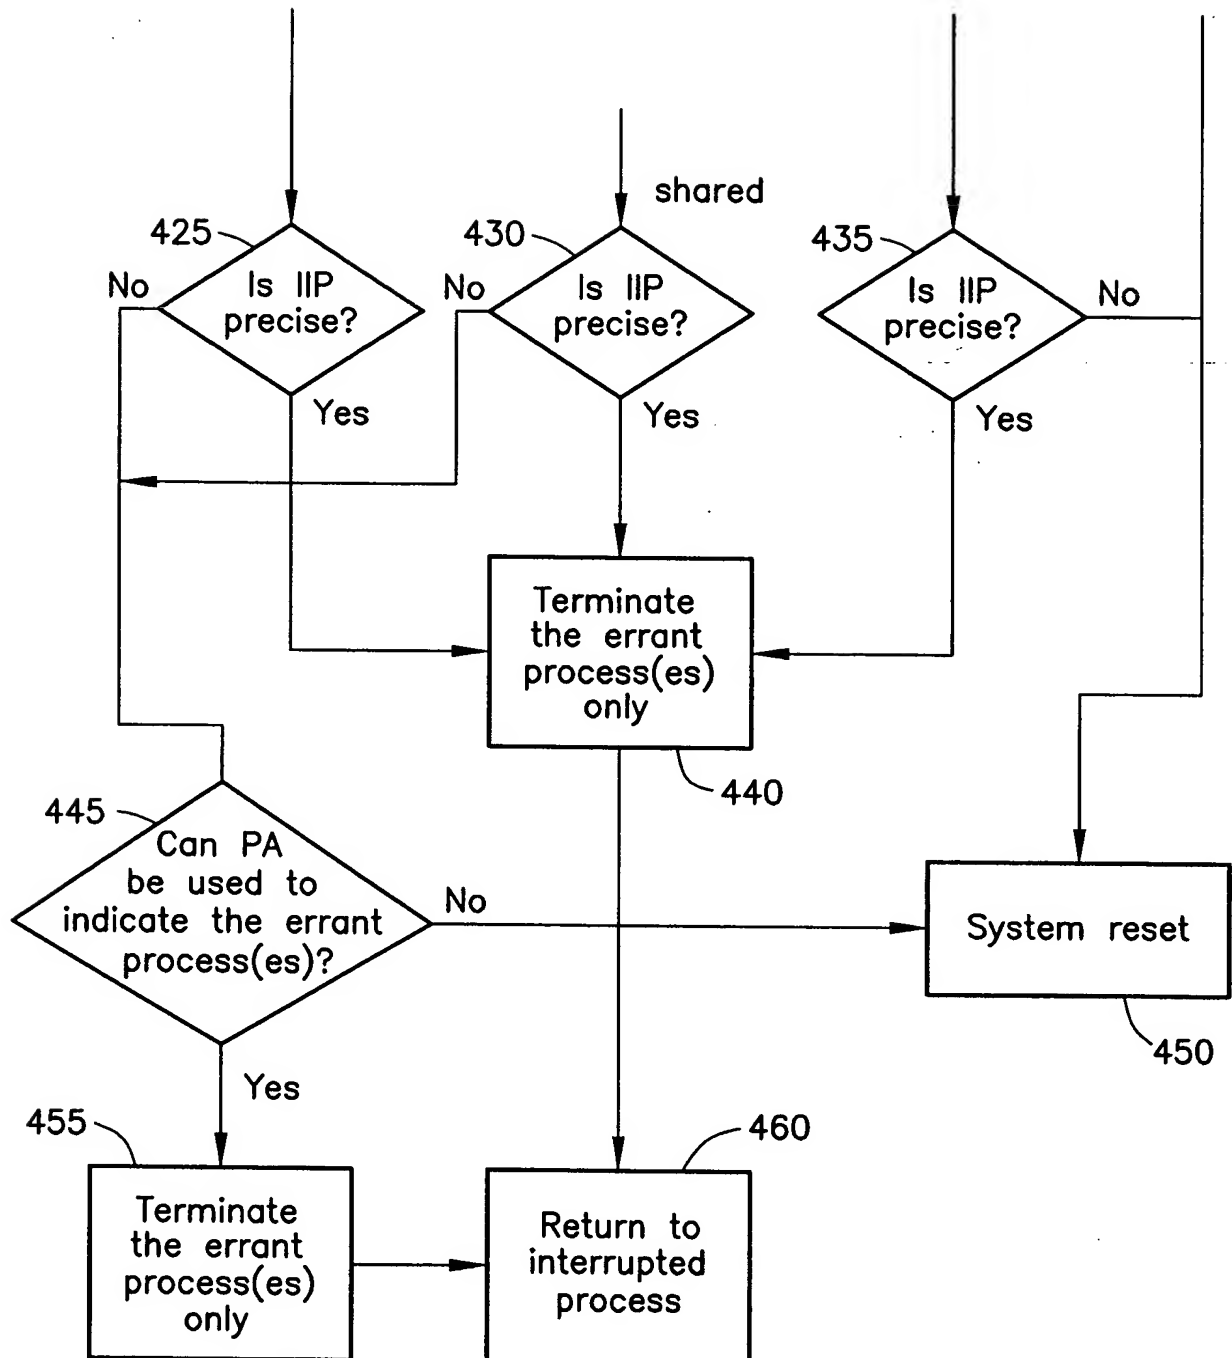 shared
425
430
435
No
Is IIP
precise?
No
Is IIP
precise?
Is IIP
precise?
No
Yes
Yes
Yes
Terminate
the errant
process(es)
only
440
445
Can PA
be used to
indicate the errant
process(es)?
No
System reset
450
Yes
455
460
Terminate
the errant
process(es)
only
Return to
interrupted
process